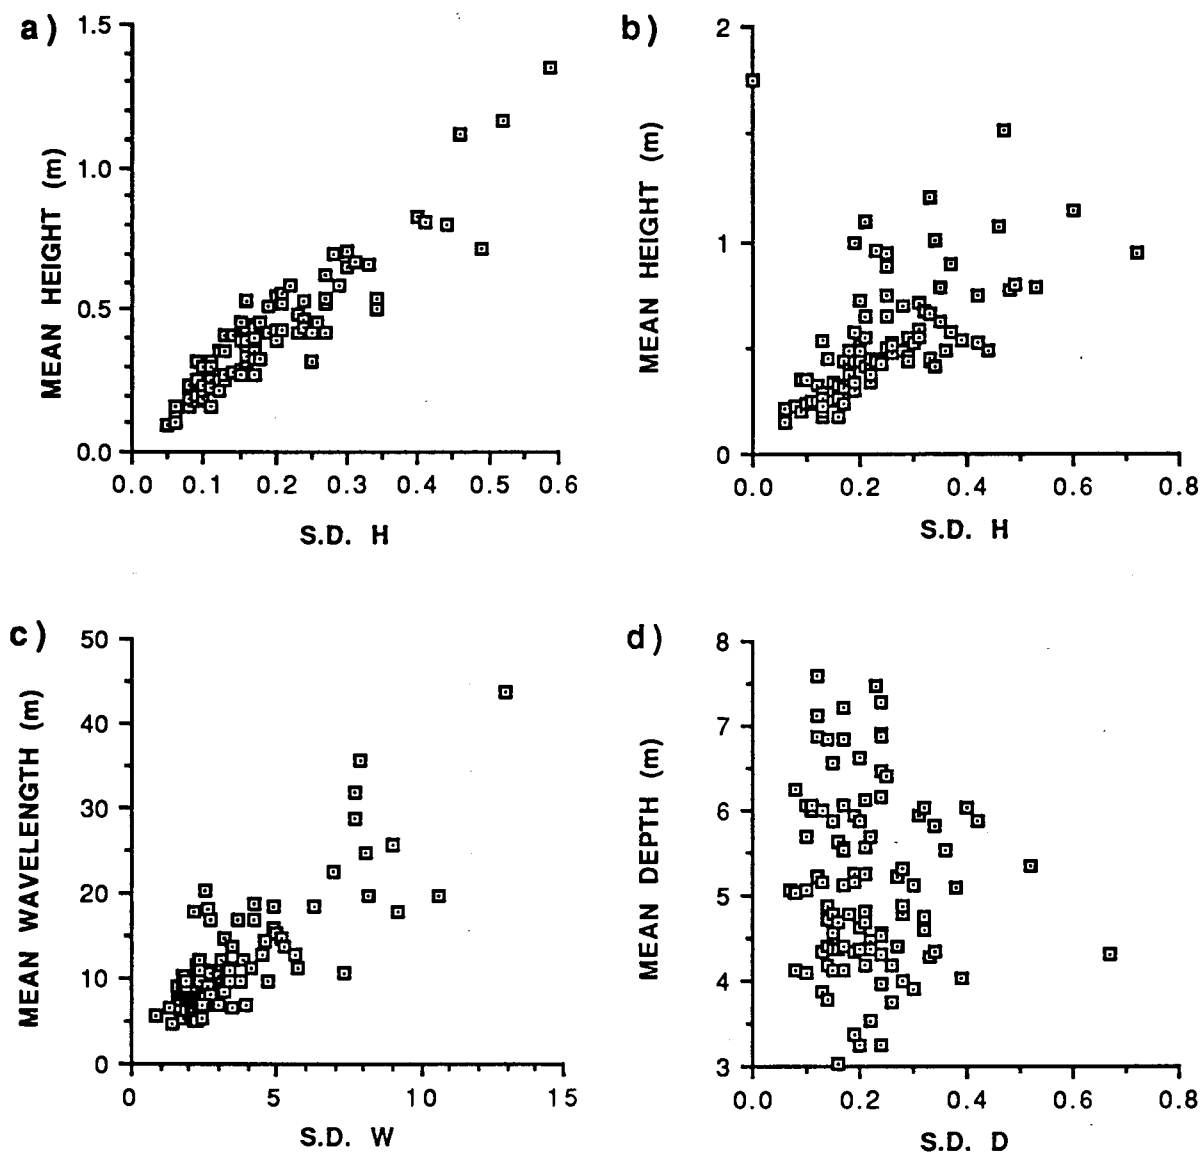 a)
1.5
1.0
0.5
0.0
MEAN HEIGHT (m)
0.0 0.1 0.2 0.3 0.4 0.5 0.6
S.D. H
b)
2
1
0
MEAN HEIGHT (m)
0.0 0.2 0.4 0.6 0.8
S.D. H
c)
50
40
30
20
10
0
MEAN WAVELENGTH (m)
0 5 10 15
S.D. W
d)
8
7
6
5
4
3
MEAN DEPTH (m)
0.0 0.2 0.4 0.6 0.8
S.D. D